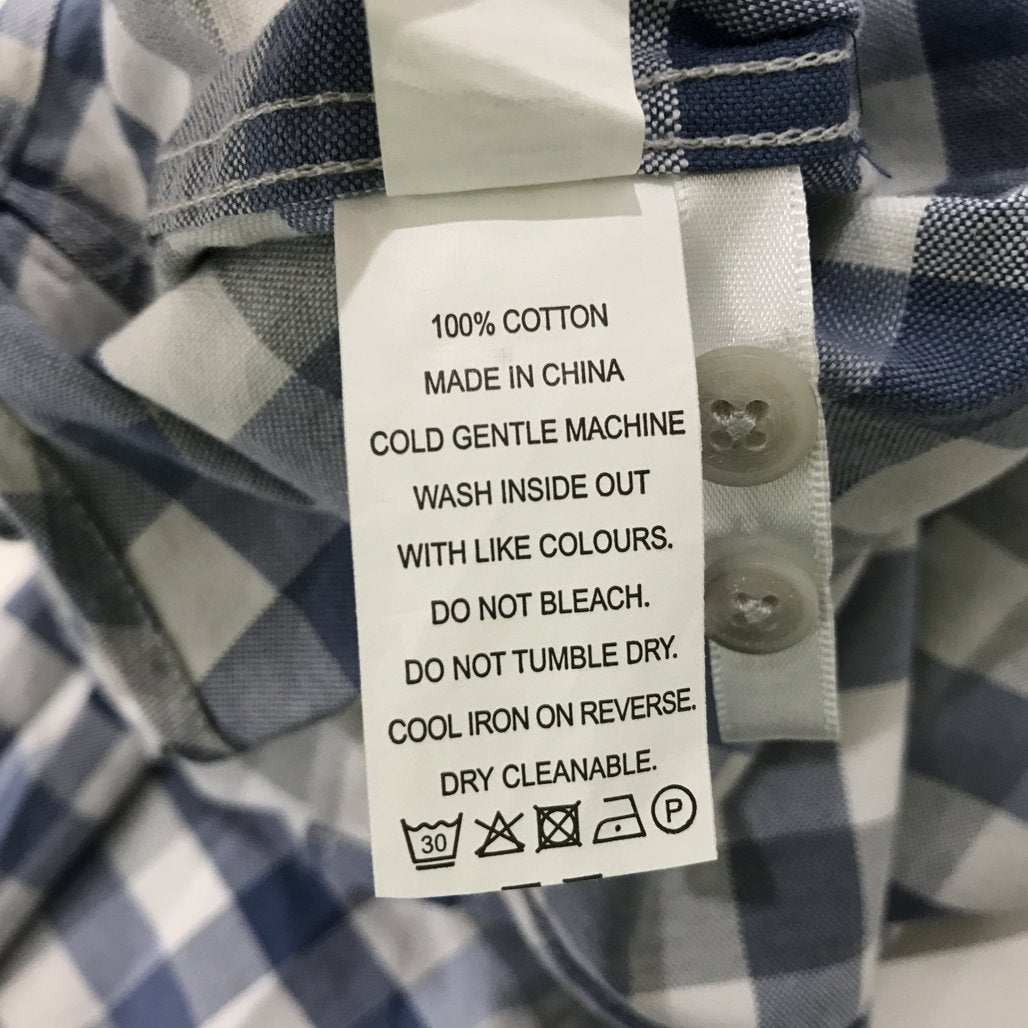 100% COTTON
MADE IN CHINA
COLD GENTLE MACHINE
WASH INSIDE OUT
WITH LIKE COLOURS.
DO NOT BLEACH.
DO NOT TUMBLE DRY.
COOL IRON ON REVERSE.
DRY CLEANABLE.
30 P